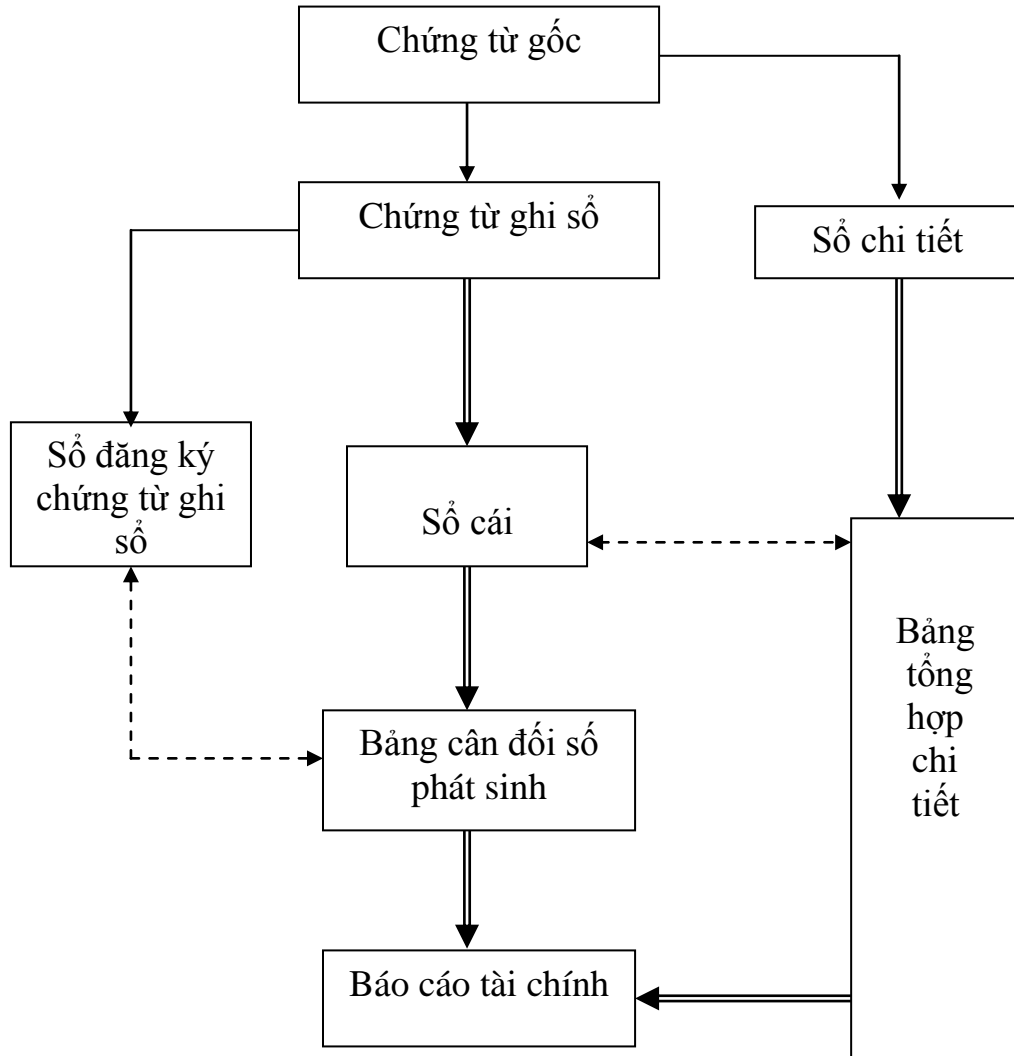 Chứng từ gốc
Chứng từ ghi sổ
Sổ chi tiết
Sổ đăng ký
chứng từ ghi
sổ
Sổ cái
Bảng
tổng
hợp
chi
tiết
Bảng cân đối số
phát sinh
Báo cáo tài chính